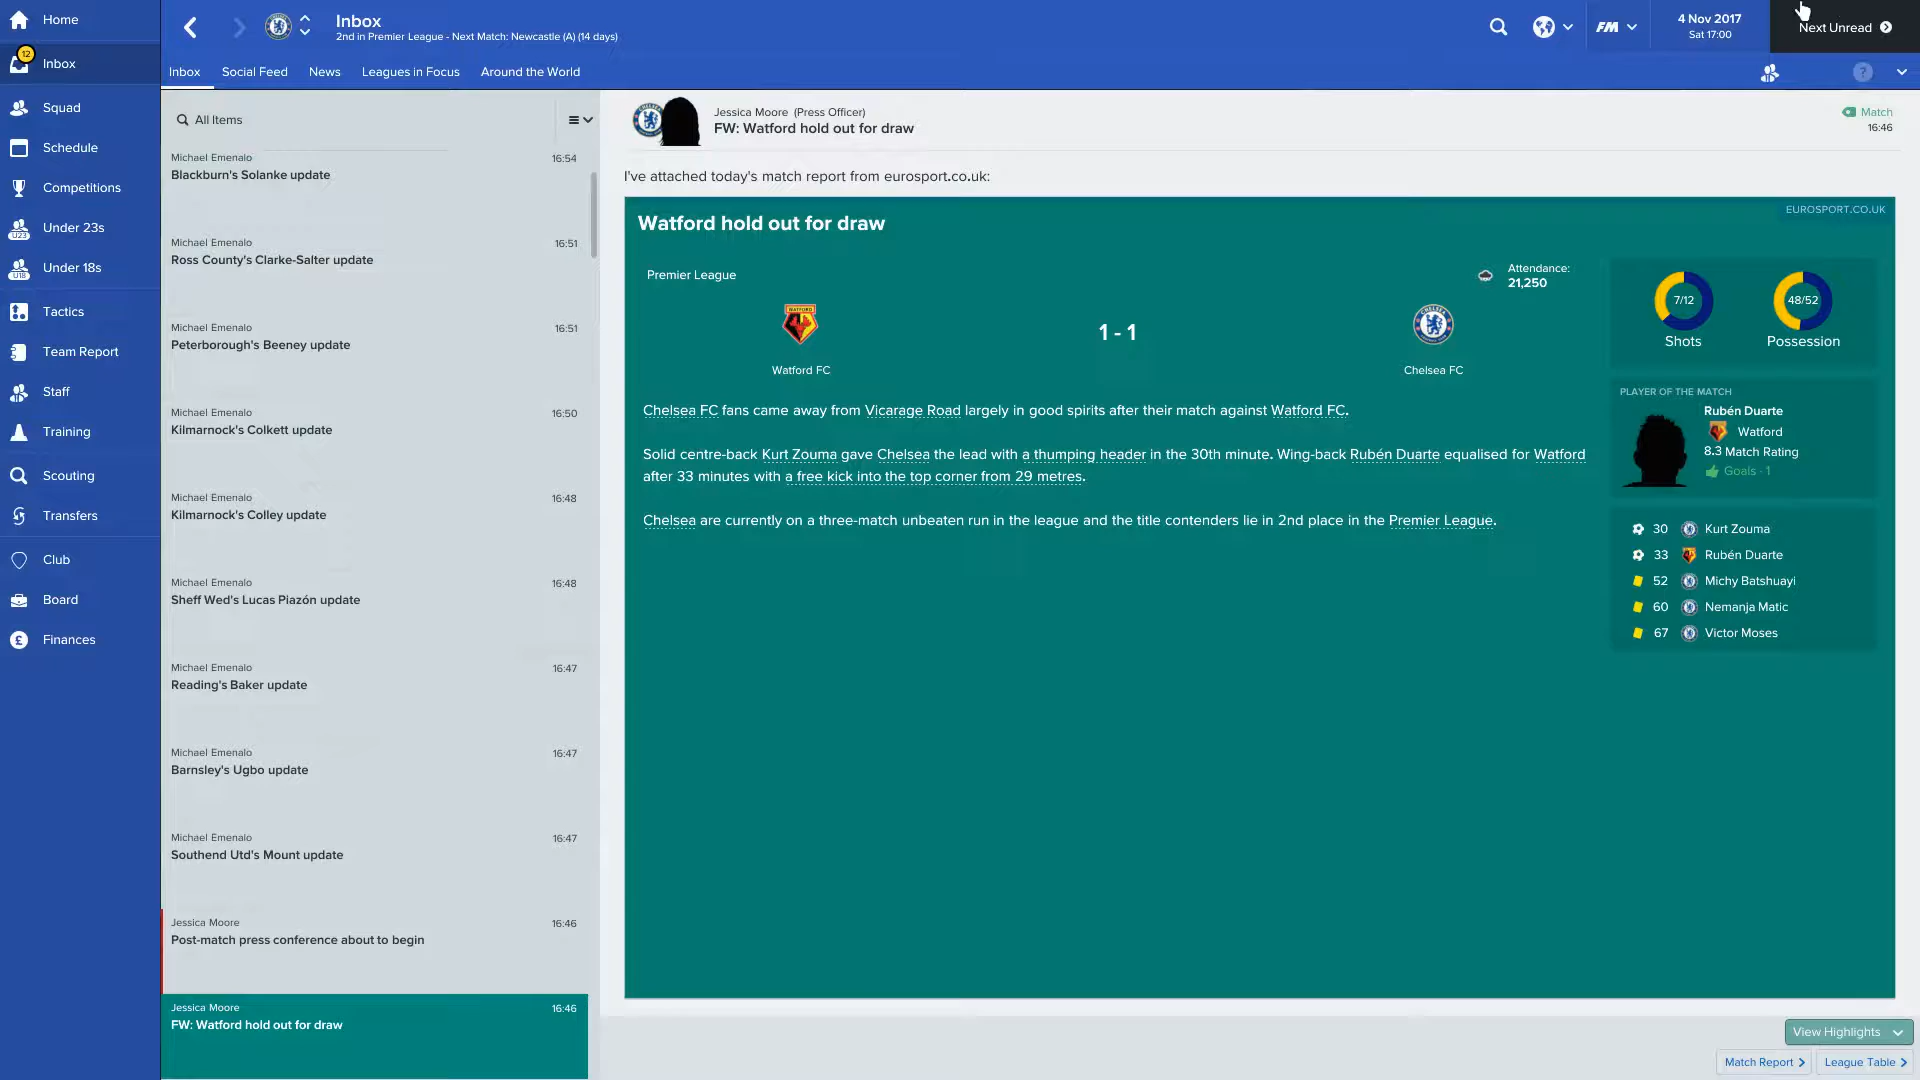 Home
12
Inbox
Squad
Schedule
Competitions
U23
Under 23s
U18
Under 18s
Tactics
Team Report
Staff
Training
Scouting
Transfers
Club
Board
£
Finances
Inbox
2nd in Premier League - Next Match: Newcastle (A) (14 days)
FM
4 Nov 2017
Sat 17:00
Next Unread
Inbox
Social Feed
News
Leagues in Focus
Around the World
?
All Items
Michael Emenalo
16:54
Blackburn's Solanke update
Michael Emenalo
16:51
Ross County's Clarke-Salter update
Michael Emenalo
16:51
Peterborough's Beeney update
Michael Emenalo
16:50
Kilmarnock's Colkett update
Michael Emenalo
16:48
Kilmarnock's Colley update
Michael Emenalo
16:48
Sheff Wed's Lucas Piazón update
Michael Emenalo
16:47
Reading's Baker update
Michael Emenalo
16:47
Barnsley's Ugbo update
Michael Emenalo
16:47
Southend Utd's Mount update
Jessica Moore
16:46
Post-match press conference about to begin
Jessica Moore
16:46
FW: Watford hold out for draw
Jessica Moore (Press Officer)
FW: Watford hold out for draw
Match
16:46
I've attached today's match report from eurosport.co.uk:
EUROSPORT.CO.UK
Watford hold out for draw
Premier League
Attendance:
21,250
WATFORD
1 - 1
Watford FC
Chelsea FC
Chelsea FC fans came away from Vicarage Road largely in good spirits after their match against Watford FC.
Solid centre-back Kurt Zouma gave Chelsea the lead with a thumping header in the 30th minute. Wing-back Rubén Duarte equalised for Watford
after 33 minutes with a free kick into the top corner from 29 metres.
Chelsea are currently on a three-match unbeaten run in the league and the title contenders lie in 2nd place in the Premier League.
7/12
Shots
48/52
Possession
PLAYER OF THE MATCH
Rubén Duarte
Watford
8.3 Match Rating
Goals - 1
30 Kurt Zouma
33 Rubén Duarte
52 Michy Batshuayi
60 Nemanja Matic
67 Victor Moses
View Highlights
Match Report
League Table